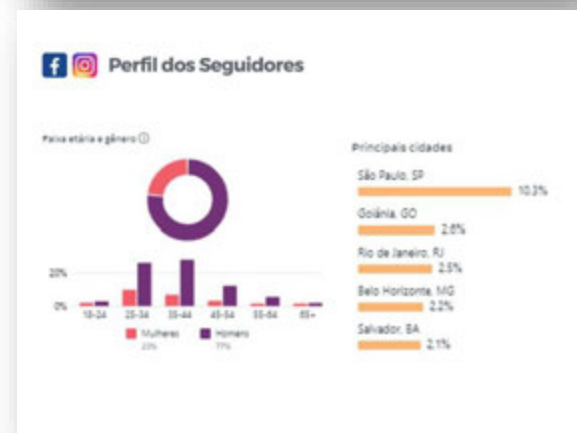 Perfil dos Seguidores
Faixa etária e gênero
20%
0%
18-24 25-34 35-44 45-54 55-64 65+
Mulheres Homens
23% 77%
Principais cidades
São Paulo, SP
10.3%
Goiânia, GO
2.6%
Rio de Janeiro, RJ
2.5%
Belo Horizonte, MG
2.2%
Salvador, BA
2.1%